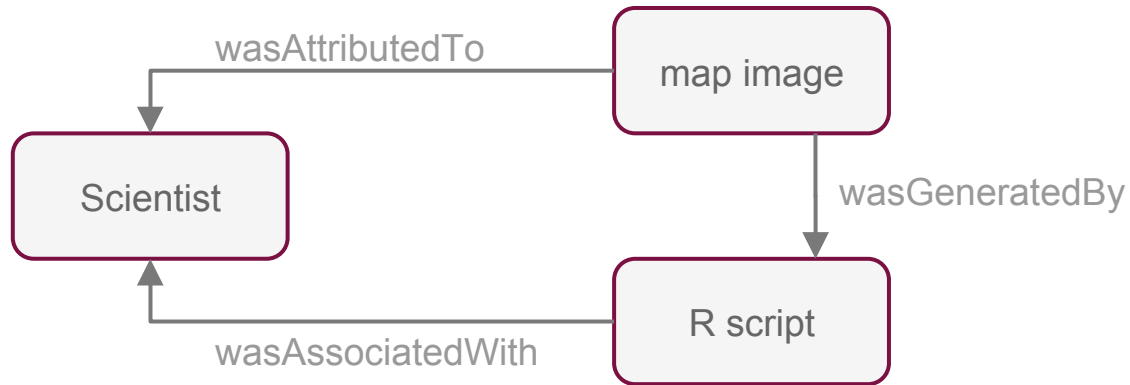 wasAttributedTo
map image
Scientist
wasGeneratedBy
R script
wasAssociatedWith